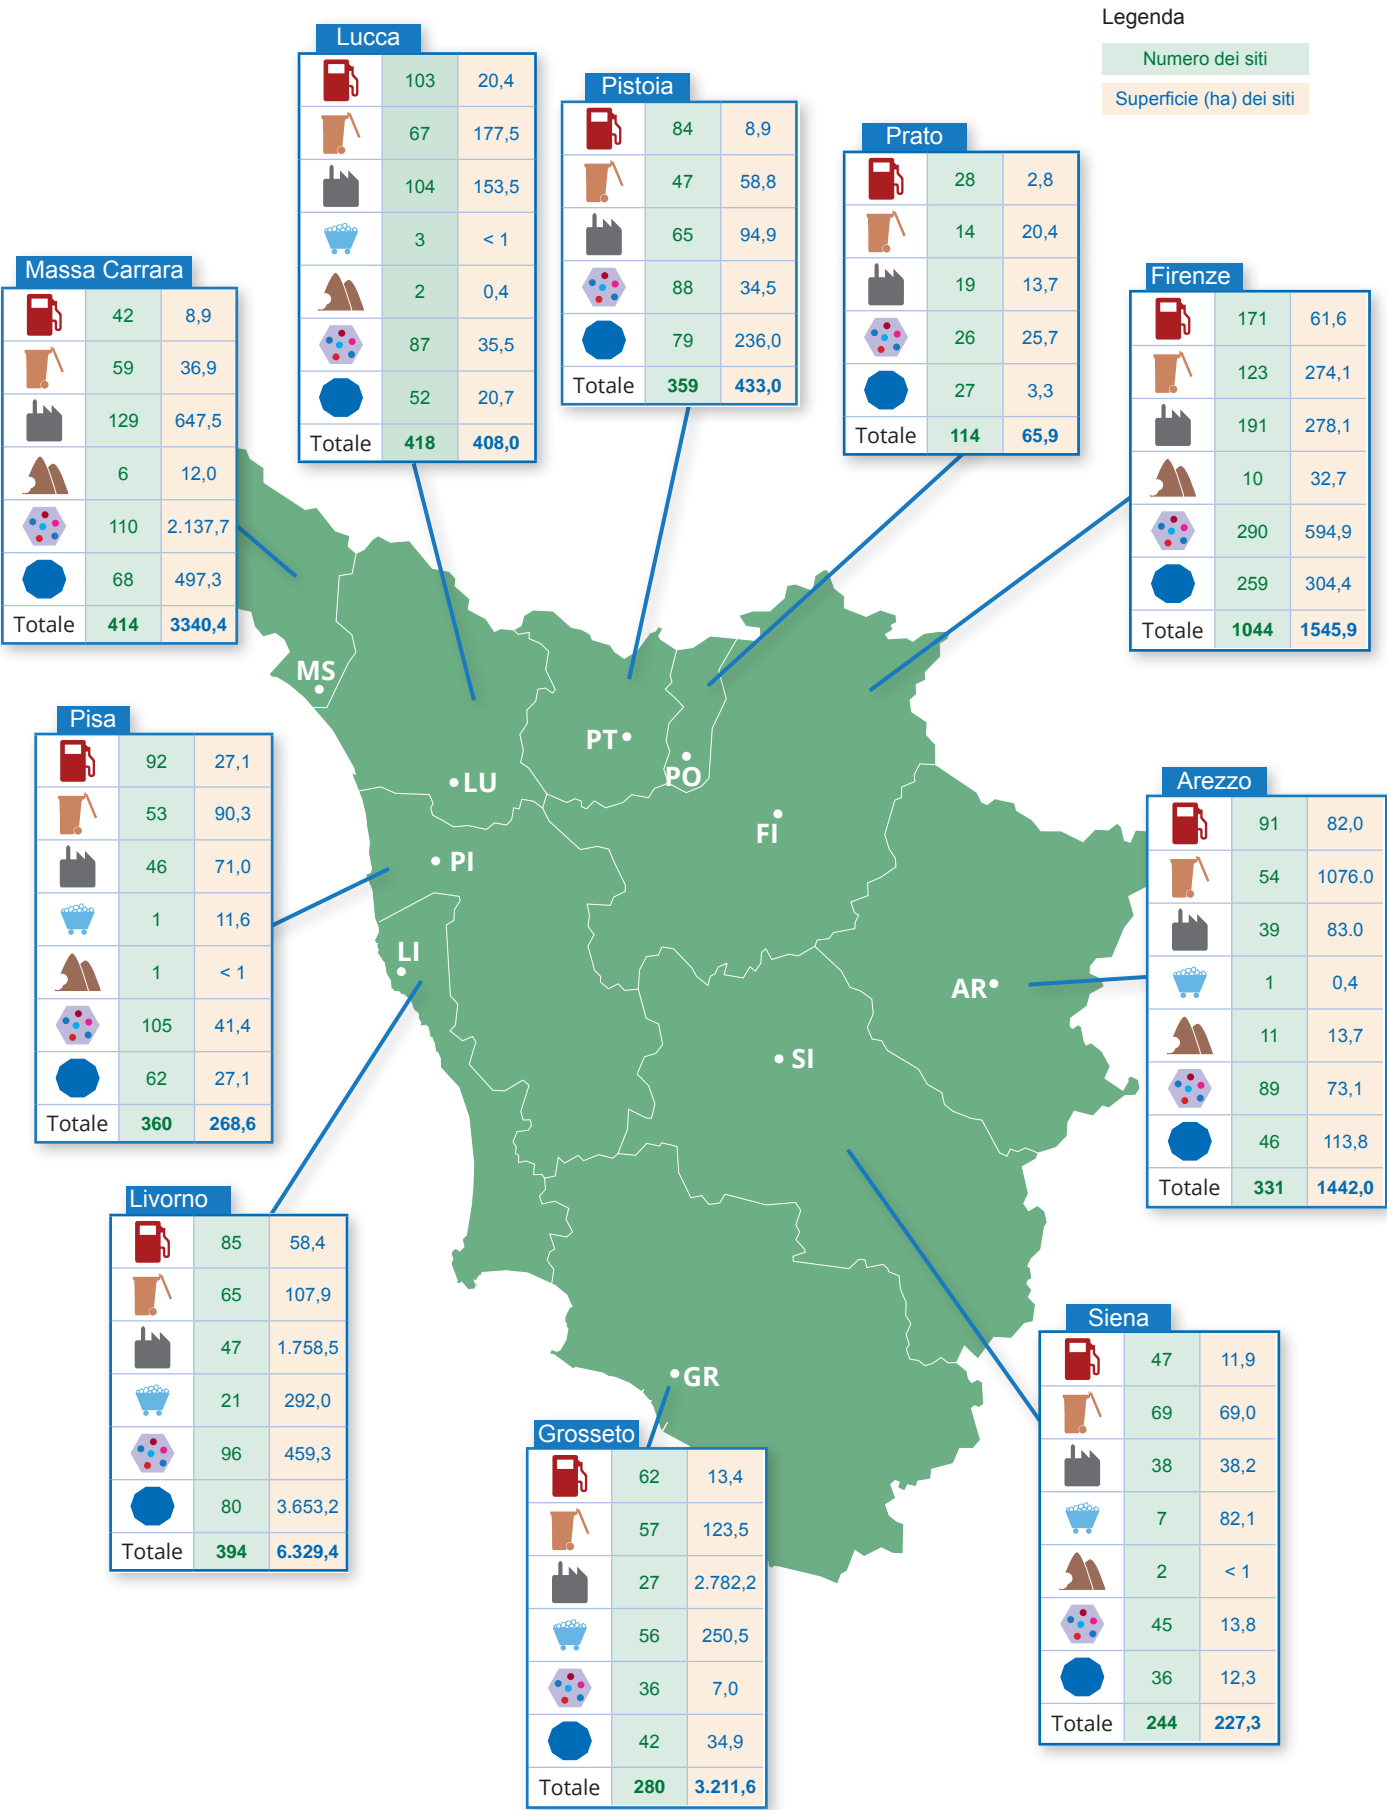 Legenda
Numero dei siti
Superficie (ha) dei siti
Lucca
103 20,4
67 177,5
104 153,5
3 < 1
2 0,4
87 35,5
52 20,7
Totale 418 408,0
Pistoia
84 8,9
47 58,8
65 94,9
88 34,5
79 236,0
Totale 359 433,0
Prato
28 2,8
14 20,4
19 13,7
26 25,7
27 3,3
Totale 114 65,9
Massa Carrara
42 8,9
59 36,9
129 647,5
6 12,0
110 2.137,7
68 497,3
Totale 414 3340,4
Firenze
171 61,6
123 274,1
191 278,1
10 32,7
290 594,9
259 304,4
Totale 1044 1545,9
MS
PT
PO
LU
FI
PI
LI
AR
SI
GR
Pisa
92 27,1
53 90,3
46 71,0
1 11,6
1 < 1
105 41,4
62 27,1
Totale 360 268,6
Arezzo
91 82,0
54 1076.0
39 83.0
1 0,4
11 13,7
89 73,1
46 113,8
Totale 331 1442,0
Livorno
85 58,4
65 107,9
47 1.758,5
21 292,0
96 459,3
80 3.653,2
Totale 394 6.329,4
Siena
47 11,9
69 69,0
38 38,2
7 82,1
2 < 1
45 13,8
36 12,3
Totale 244 227,3
Grosseto
62 13,4
57 123,5
27 2.782,2
56 250,5
36 7,0
42 34,9
Totale 280 3.211,6